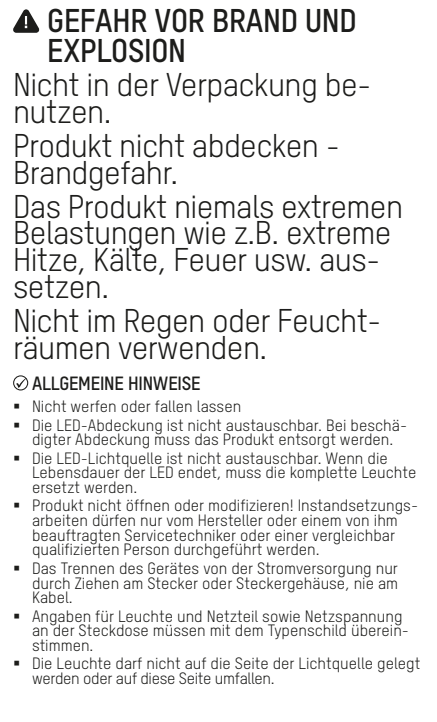 GEFAHR VOR BRAND UND
EXPLOSION
Nicht in der Verpackung be-
nutzen.
Produkt nicht abdecken -
Brandgefahr.
Das Produkt niemals extremen
Belastungen wie z.B. extreme
Hitze, Kälte, Feuer usw. aus-
setzen.
Nicht im Regen oder Feucht-
räumen verwenden.
ALLGEMEINE HINWEISE
▪ Nicht werfen oder fallen lassen
▪ Die LED-Abdeckung ist nicht austauschbar. Bei beschä-
digter Abdeckung muss das Produkt entsorgt werden.
▪ Die LED-Lichtquelle ist nicht austauschbar. Wenn die
Lebensdauer der LED endet, muss die komplette Leuchte
ersetzt werden.
▪ Produkt nicht öffnen oder modifizieren! Instandsetzungs-
arbeiten dürfen nur vom Hersteller oder einem von ihm
beauftragten Servicetechniker oder einer vergleichbar
qualifizierten Person durchgeführt werden.
▪ Das Trennen des Gerätes von der Stromversorgung nur
durch Ziehen am Stecker oder Steckergehäuse, nie am
Kabel.
▪ Angaben für Leuchte und Netzteil sowie Netzspannung
an der Steckdose müssen mit dem Typenschild überein-
stimmen.
▪ Die Leuchte darf nicht auf die Seite der Lichtquelle gelegt
werden oder auf diese Seite umfallen.